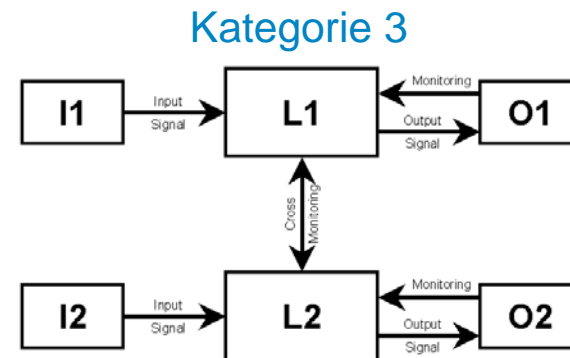 Kategorie 3
I1
Input
Signal
L1
Monitoring
Output
Signal
O1
Cross
Monitoring
I2
Input
Signal
L2
Monitoring
Output
Signal
O2